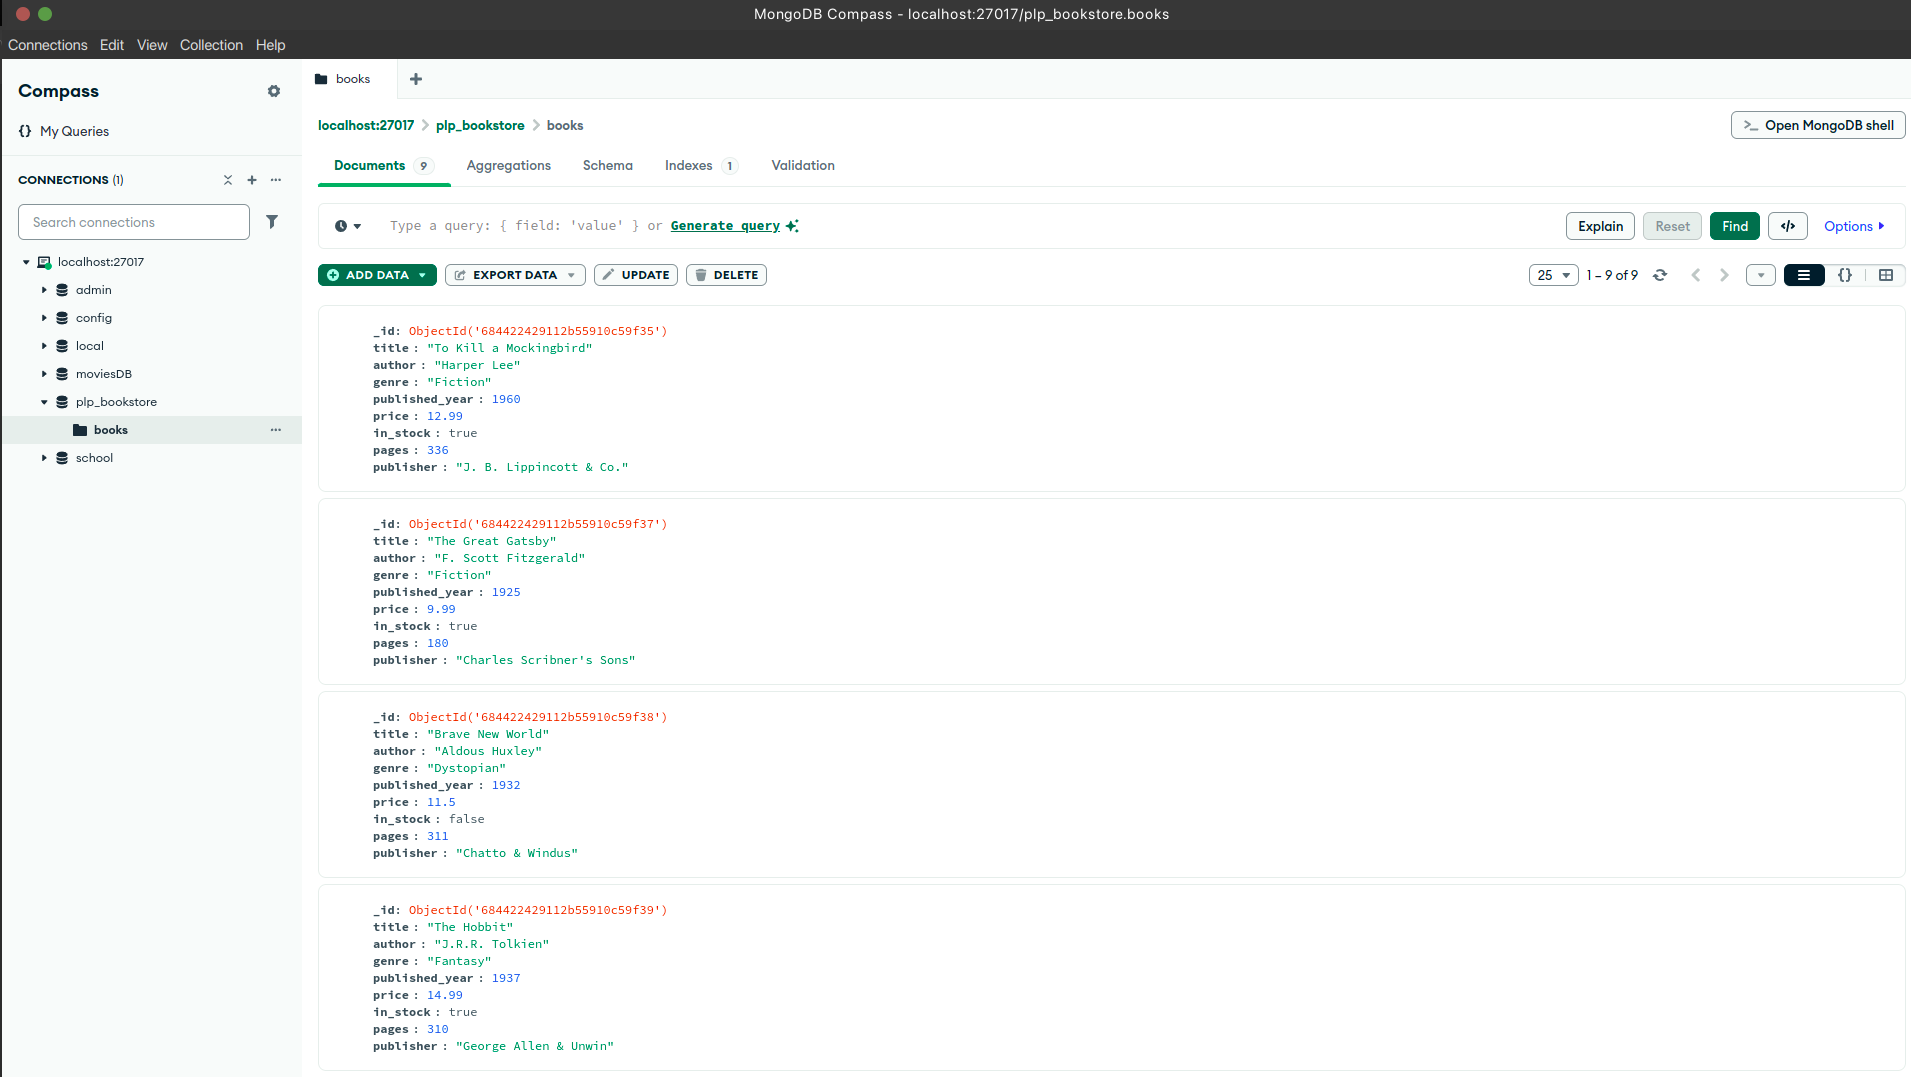 MongoDB Compass - localhost:27017/plp_bookstore.books
Connections Edit View Collection Help
Compass
{} My Queries
CONNECTIONS (1)
Search connections
localhost:27017
admin
config
local
moviesDB
plp_bookstore
books
school
books
localhost:27017 > plp_bookstore > books
>_ Open MongoDB shell
Documents 9 Aggregations Schema Indexes 1 Validation
Type a query: { field: 'value' } or Generate query
Explain Reset Find </> Options
ADD DATA EXPORT DATA UPDATE DELETE
25 1 – 9 of 9 {}
_id: ObjectId('684422429112b55910c59f35')
title : "To Kill a Mockingbird"
author : "Harper Lee"
genre : "Fiction"
published_year : 1960
price : 12.99
in_stock : true
pages : 336
publisher : "J. B. Lippincott & Co."
_id: ObjectId('684422429112b55910c59f37')
title : "The Great Gatsby"
author : "F. Scott Fitzgerald"
genre : "Fiction"
published_year : 1925
price : 9.99
in_stock : true
pages : 180
publisher : "Charles Scribner's Sons"
_id: ObjectId('684422429112b55910c59f38')
title : "Brave New World"
author : "Aldous Huxley"
genre : "Dystopian"
published_year : 1932
price : 11.5
in_stock : false
pages : 311
publisher : "Chatto & Windus"
_id: ObjectId('684422429112b55910c59f39')
title : "The Hobbit"
author : "J.R.R. Tolkien"
genre : "Fantasy"
published_year : 1937
price : 14.99
in_stock : true
pages : 310
publisher : "George Allen & Unwin"